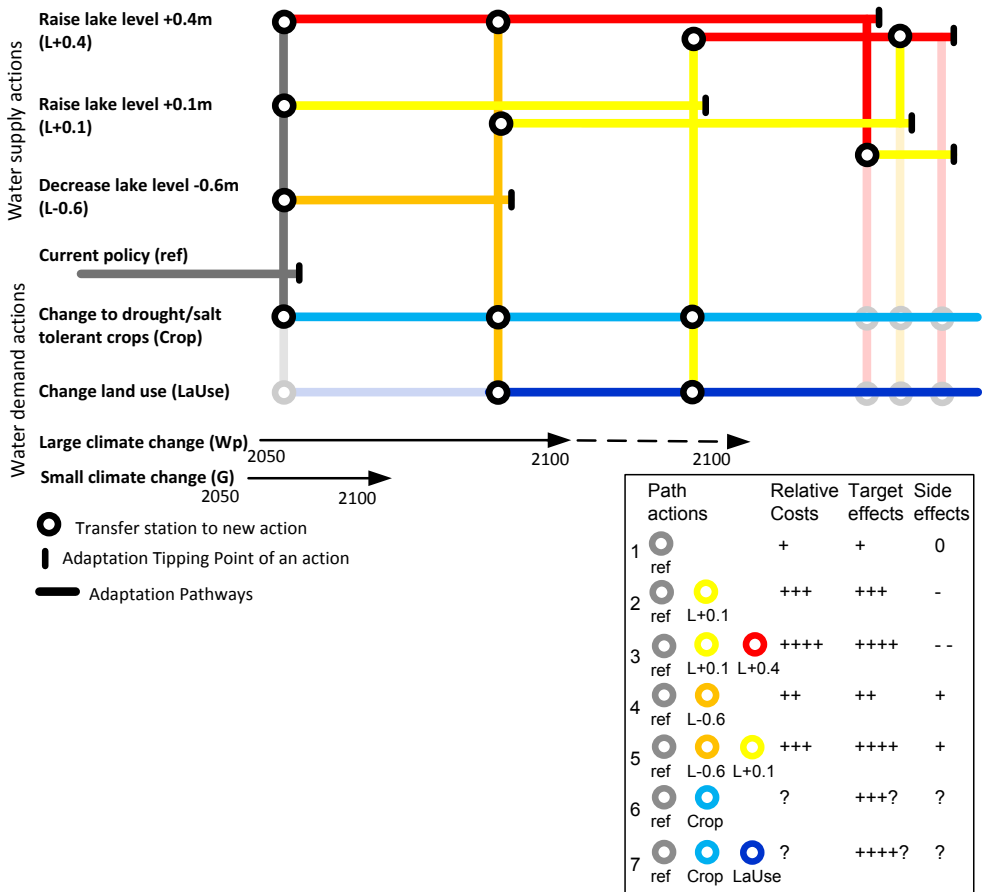 Water supply actions
Water demand actions
Raise lake level +0.4m
(L+0.4)
Raise lake level +0.1m
(L+0.1)
Decrease lake level -0.6m
(L-0.6)
Current policy (ref)
Change to drought/salt
tolerant crops (Crop)
Change land use (LaUse)
Large climate change (Wp)
2050
2100
2100
Small climate change (G)
2050
2100
Transfer station to new action
Adaptation Tipping Point of an action
Adaptation Pathways
Path Relative Target Side
actions Costs effects effects
1 + + 0
ref
2 +++ +++ -
ref L+0.1
3 ++++ ++++ - -
ref L+0.1 L+0.4
4 ++ ++ +
ref L-0.6
5 +++ ++++ +
ref L-0.6 L+0.1
6 ? +++? ?
ref Crop
7 ? ++++? ?
ref Crop LaUse